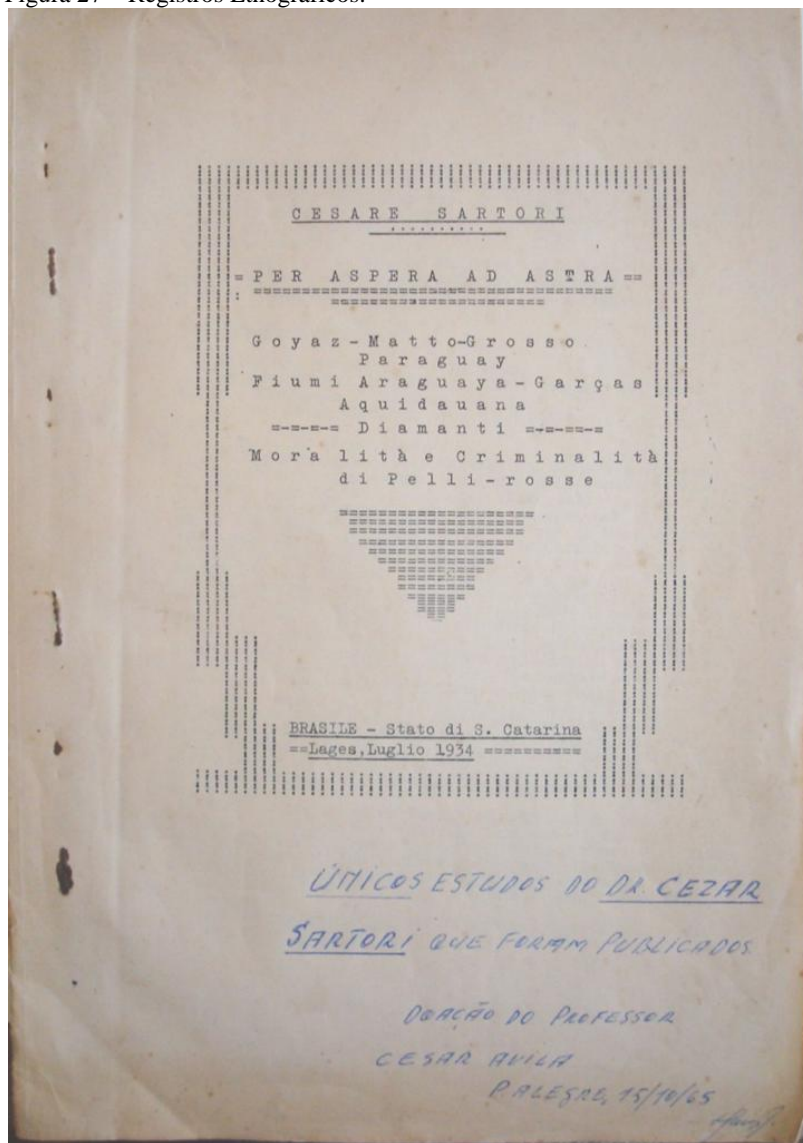 Figura 27 – Registros Etnográficos.
CESARE SARTORI
=PER ASPERA AD ASTRA==
Goyaz-Matto-Grosso
Paraguay
Fiumi Araguaya-Garças
Aquidauana
=-=-=-= Diamanti =-=-==-=
Moralità e Criminalità
di Pelli-rosse
BRASILE - Stato di S. Catarina
==Lages,Luglio 1934 ==========
ÚNICOS ESTUDOS DO DR. CEZAR
SARTORI QUE FORAM PUBLICADOS
DOAÇÃO DO PROFESSOR
CESAR AVILA
P. ALEGRE, 15/10/65